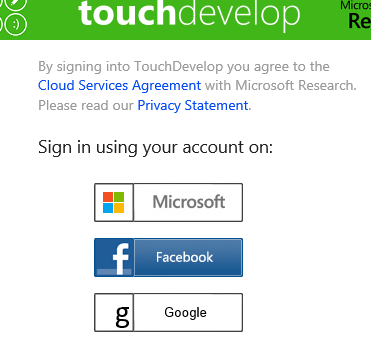 touchdevelop
Micros
Re
By signing into TouchDevelop you agree to the
Cloud Services Agreement with Microsoft Research.
Please read our Privacy Statement.
Sign in using your account on:
Microsoft
f Facebook
g Google